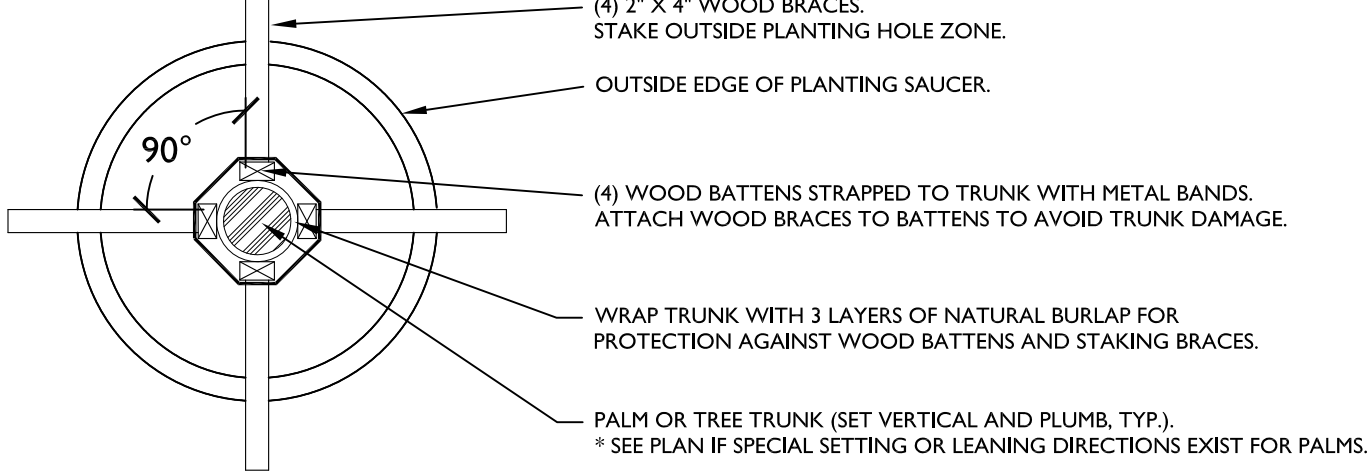 (4) 2" X 4" WOOD BRACES.
STAKE OUTSIDE PLANTING HOLE ZONE.
OUTSIDE EDGE OF PLANTING SAUCER.
90°
(4) WOOD BATTENS STRAPPED TO TRUNK WITH METAL BANDS.
ATTACH WOOD BRACES TO BATTENS TO AVOID TRUNK DAMAGE.
WRAP TRUNK WITH 3 LAYERS OF NATURAL BURLAP FOR
PROTECTION AGAINST WOOD BATTENS AND STAKING BRACES.
PALM OR TREE TRUNK (SET VERTICAL AND PLUMB, TYP.).
* SEE PLAN IF SPECIAL SETTING OR LEANING DIRECTIONS EXIST FOR PALMS.